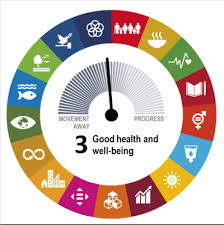 MOVEMENT
AWAY
PROGRESS
3 Good health and
well-being